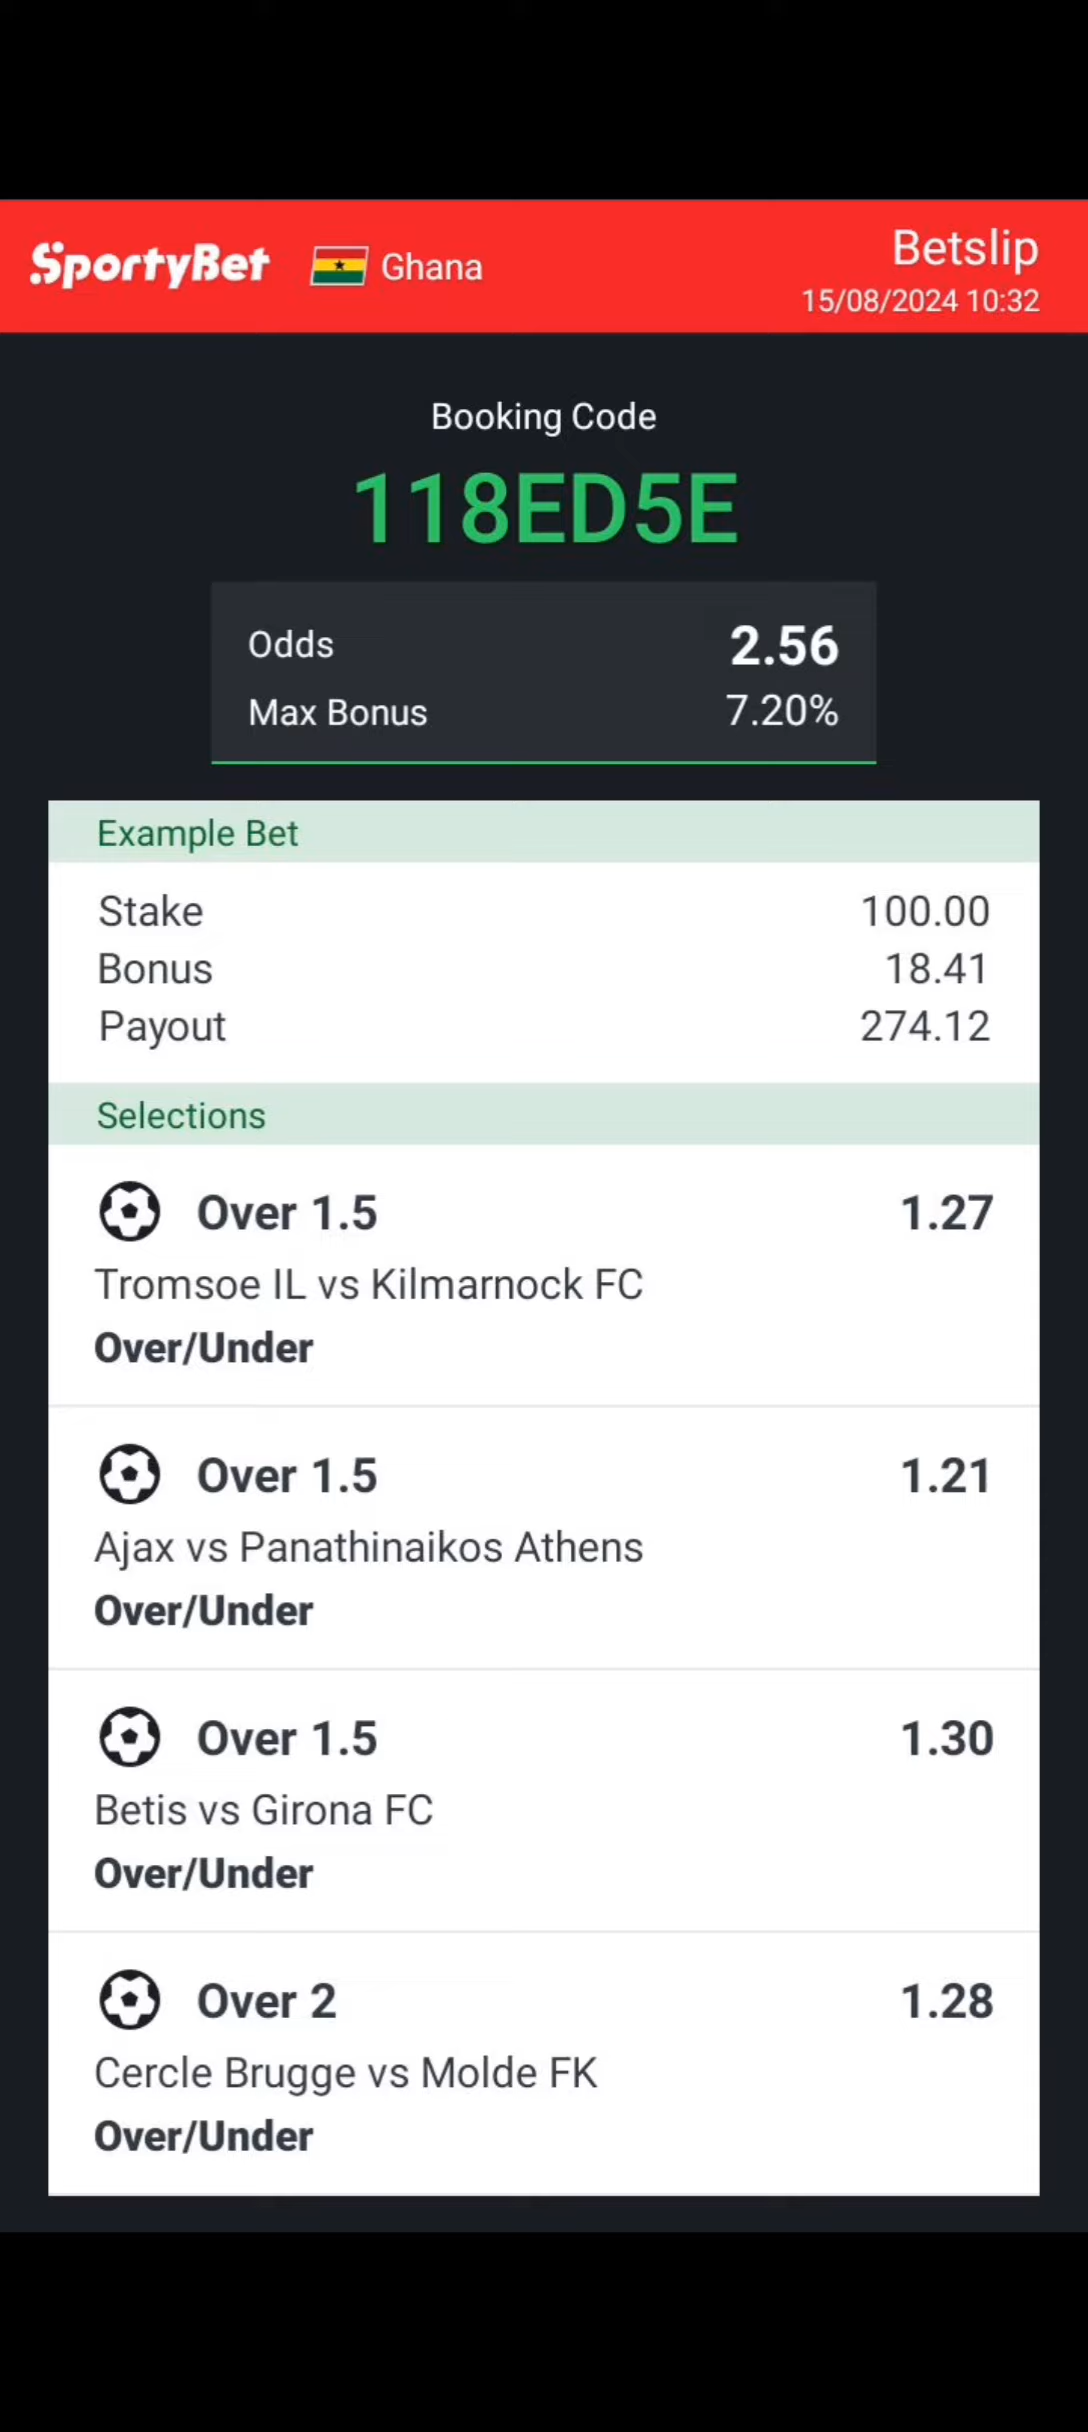 SportyBet Ghana Betslip
15/08/2024 10:32
Booking Code
118ED5E
Odds 2.56
Max Bonus 7.20%
Example Bet
Stake 100.00
Bonus 18.41
Payout 274.12
Selections
Over 1.5 1.27
Tromsoe IL vs Kilmarnock FC
Over/Under
Over 1.5 1.21
Ajax vs Panathinaikos Athens
Over/Under
Over 1.5 1.30
Betis vs Girona FC
Over/Under
Over 2 1.28
Cercle Brugge vs Molde FK
Over/Under